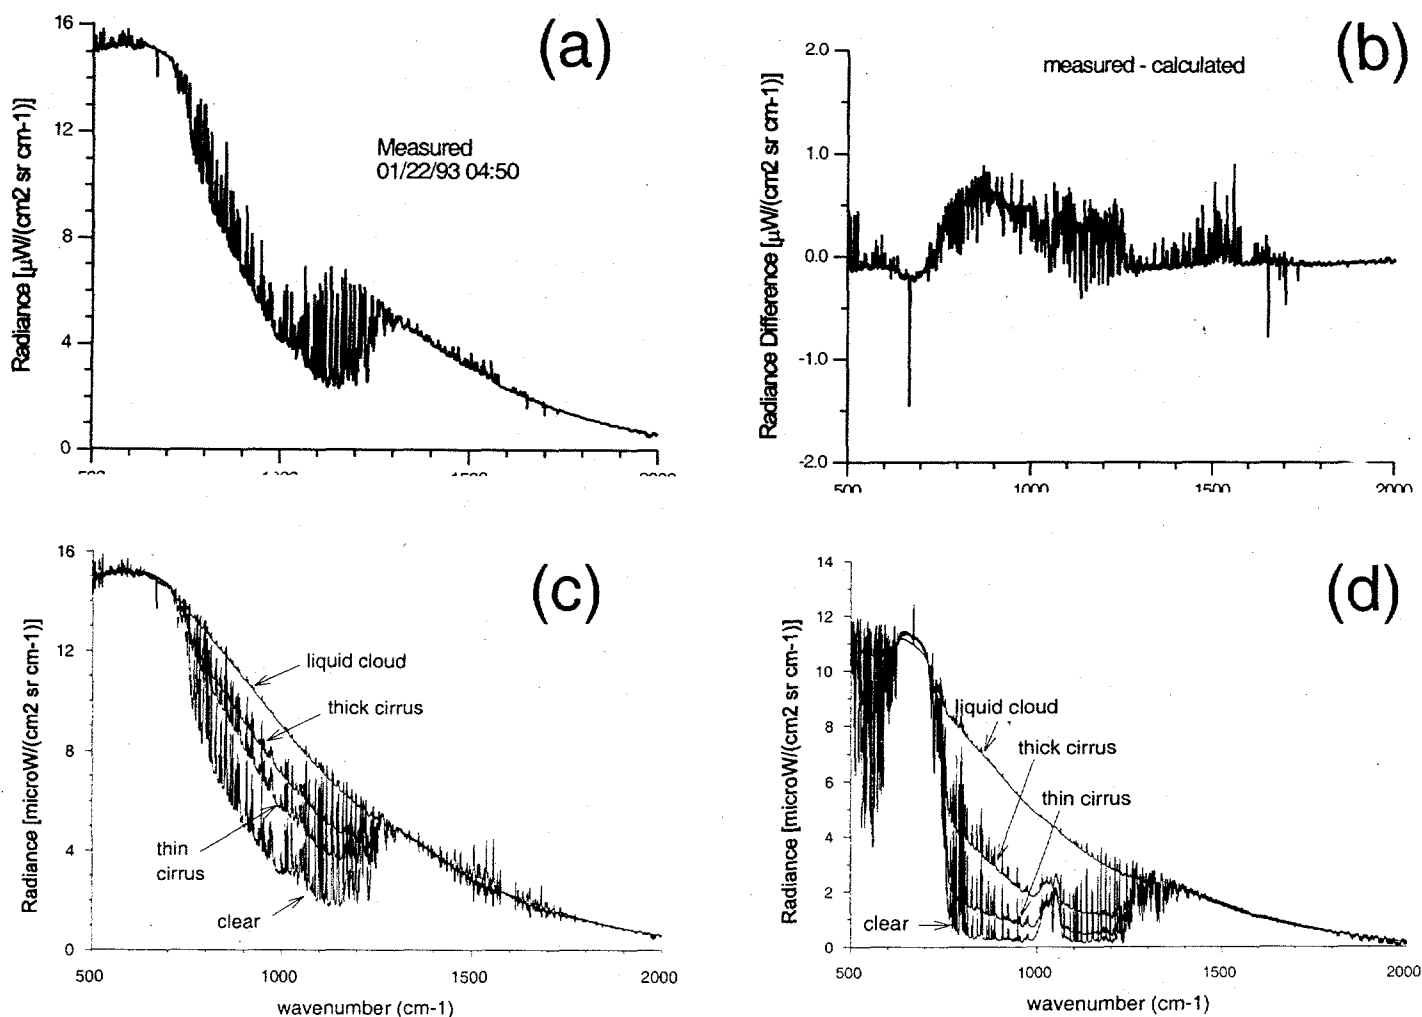 (a)
16
12
8
4
0
Radiance [µW/(cm2 sr cm-1)]
Measured
01/22/93 04:50
500
1500
2000
(b)
measured - calculated
2.0
1.0
0.0
-1.0
-2.0
Radiance Difference [µW/(cm2 sr cm-1)]
500
1000
1500
2000
(c)
16
12
8
4
0
Radiance [microW/(cm2 sr cm-1)]
liquid cloud
thick cirrus
thin
cirrus
clear
500
1000
1500
2000
wavenumber (cm-1)
(d)
14
12
10
8
6
4
2
0
Radiance [microW/(cm2 sr cm-1)]
liquid cloud
thick cirrus
thin cirrus
clear
500
1000
1500
2000
wavenumber (cm-1)